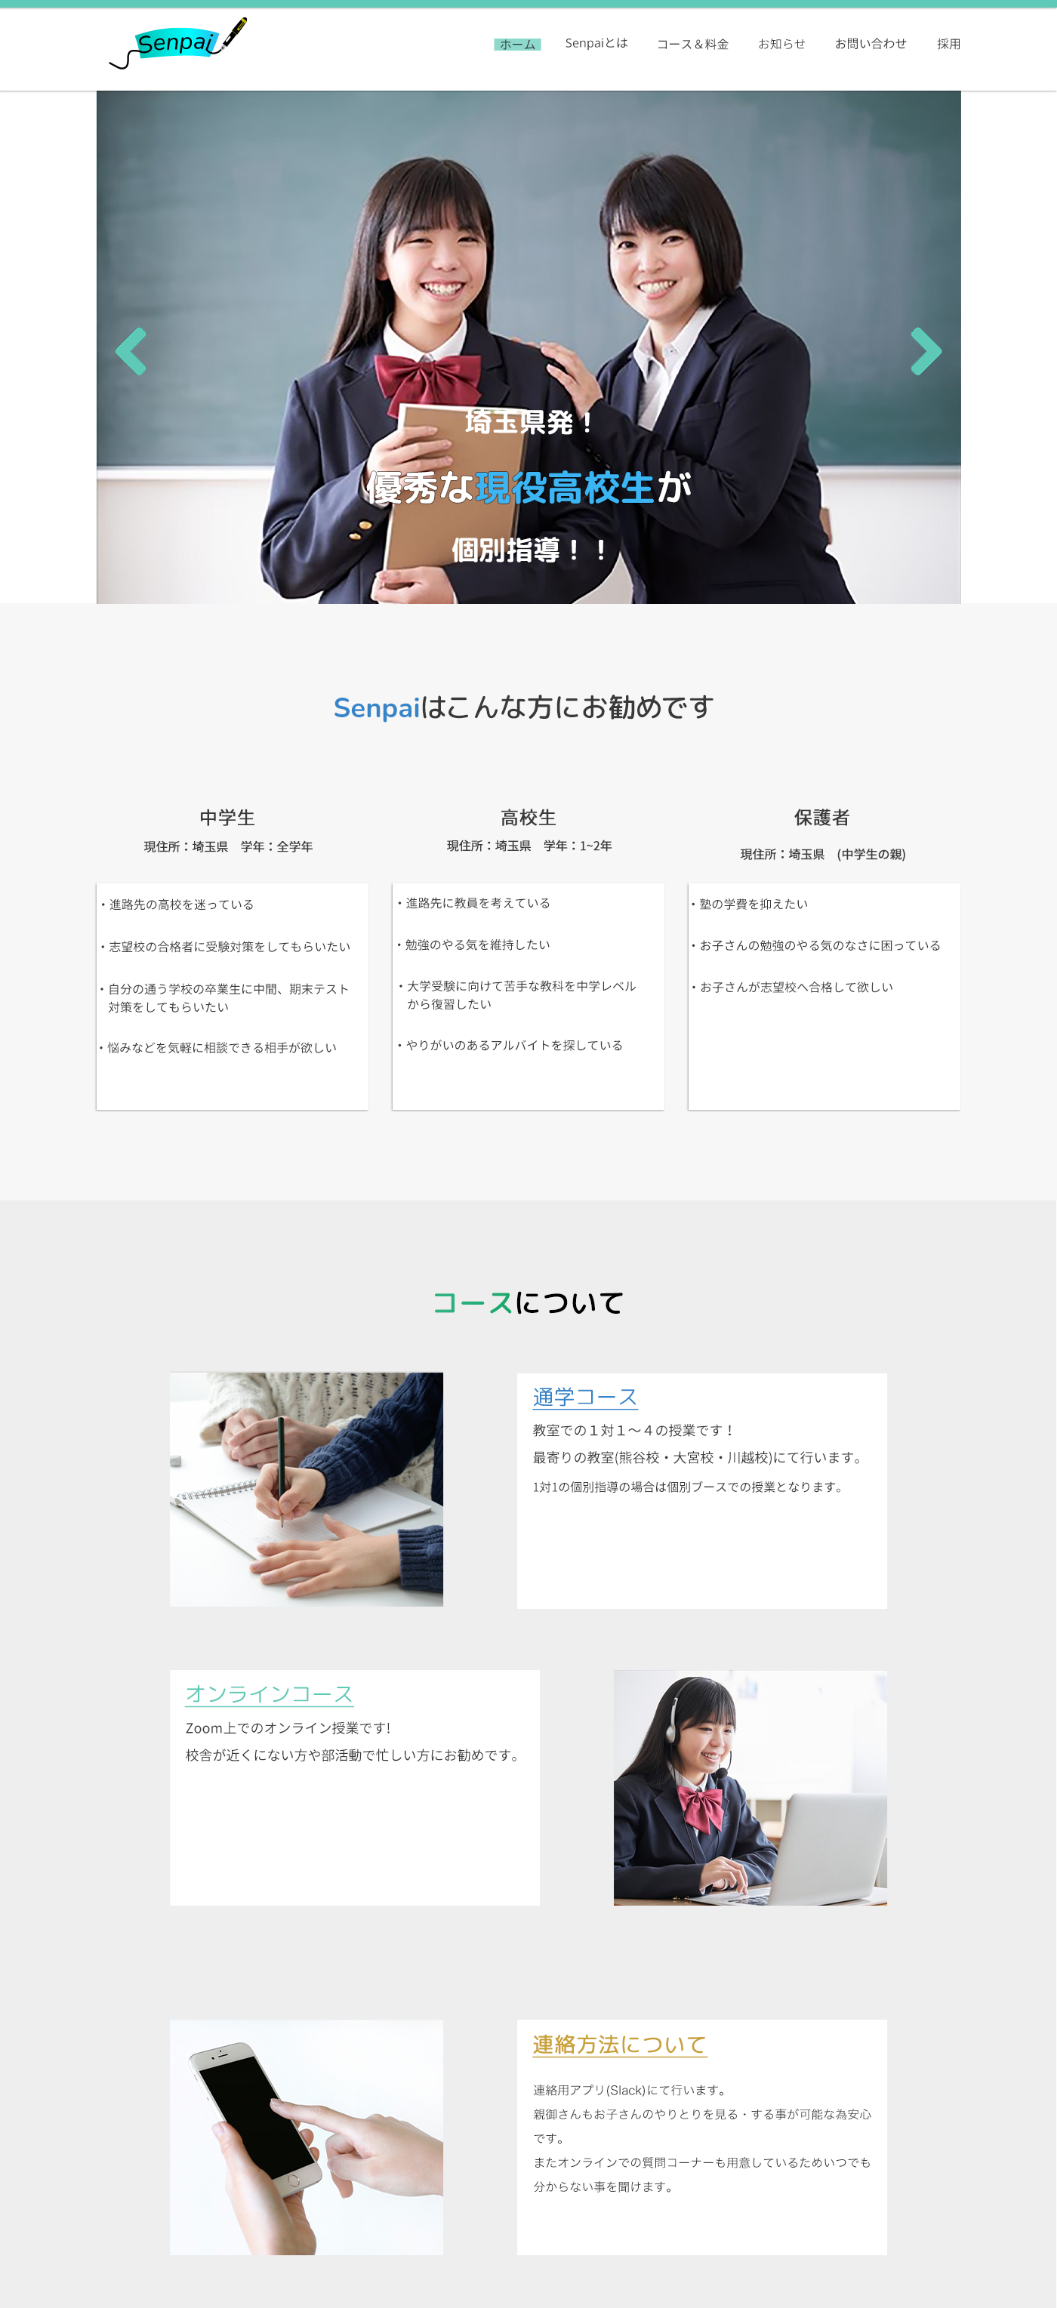 Senpai
ホーム
Senpaiとは
コース＆料金
お知らせ
お問い合わせ
採用
埼玉県発！
優秀な現役高校生が
個別指導！！
Senpaiはこんな方にお勧めです
中学生
現住所：埼玉県　学年：全学年
・進路先の高校を迷っている
・志望校の合格者に受験対策をしてもらいたい
・自分の通う学校の卒業生に中間、期末テスト
対策をしてもらいたい
・悩みなどを気軽に相談できる相手が欲しい
高校生
現住所：埼玉県　学年：1~2年
・進路先に教員を考えている
・勉強のやる気を維持したい
・大学受験に向けて苦手な教科を中学レベル
から復習したい
・やりがいのあるアルバイトを探している
保護者
現住所：埼玉県　(中学生の親)
・塾の学費を抑えたい
・お子さんの勉強のやる気のなさに困っている
・お子さんが志望校へ合格して欲しい
コースについて
通学コース
教室での１対１〜４の授業です！
最寄りの教室(熊谷校・大宮校・川越校)にて行います。
1対1の個別指導の場合は個別ブースでの授業となります。
オンラインコース
Zoom上でのオンライン授業です!
校舎が近くにない方や部活動で忙しい方にお勧めです。
連絡方法について
連絡用アプリ(Slack)にて行います。
親御さんもお子さんのやりとりを見る・する事が可能な為安心
です。
またオンラインでの質問コーナーも用意しているためいつでも
分からない事を聞けます。